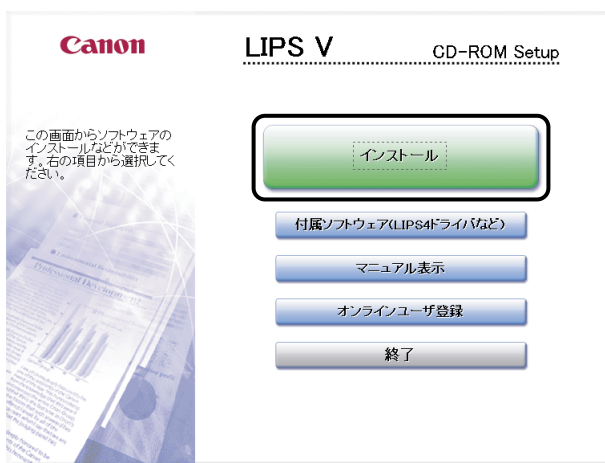 Canon
LIPS V
CD-ROM Setup
この画面からソフトウェアの
インストールなどができま
す。右の項目から選択してく
ださい。
インストール
付属ソフトウェア(LIPS4ドライバなど)
マニュアル表示
オンラインユーザ登録
終了
Professional Development